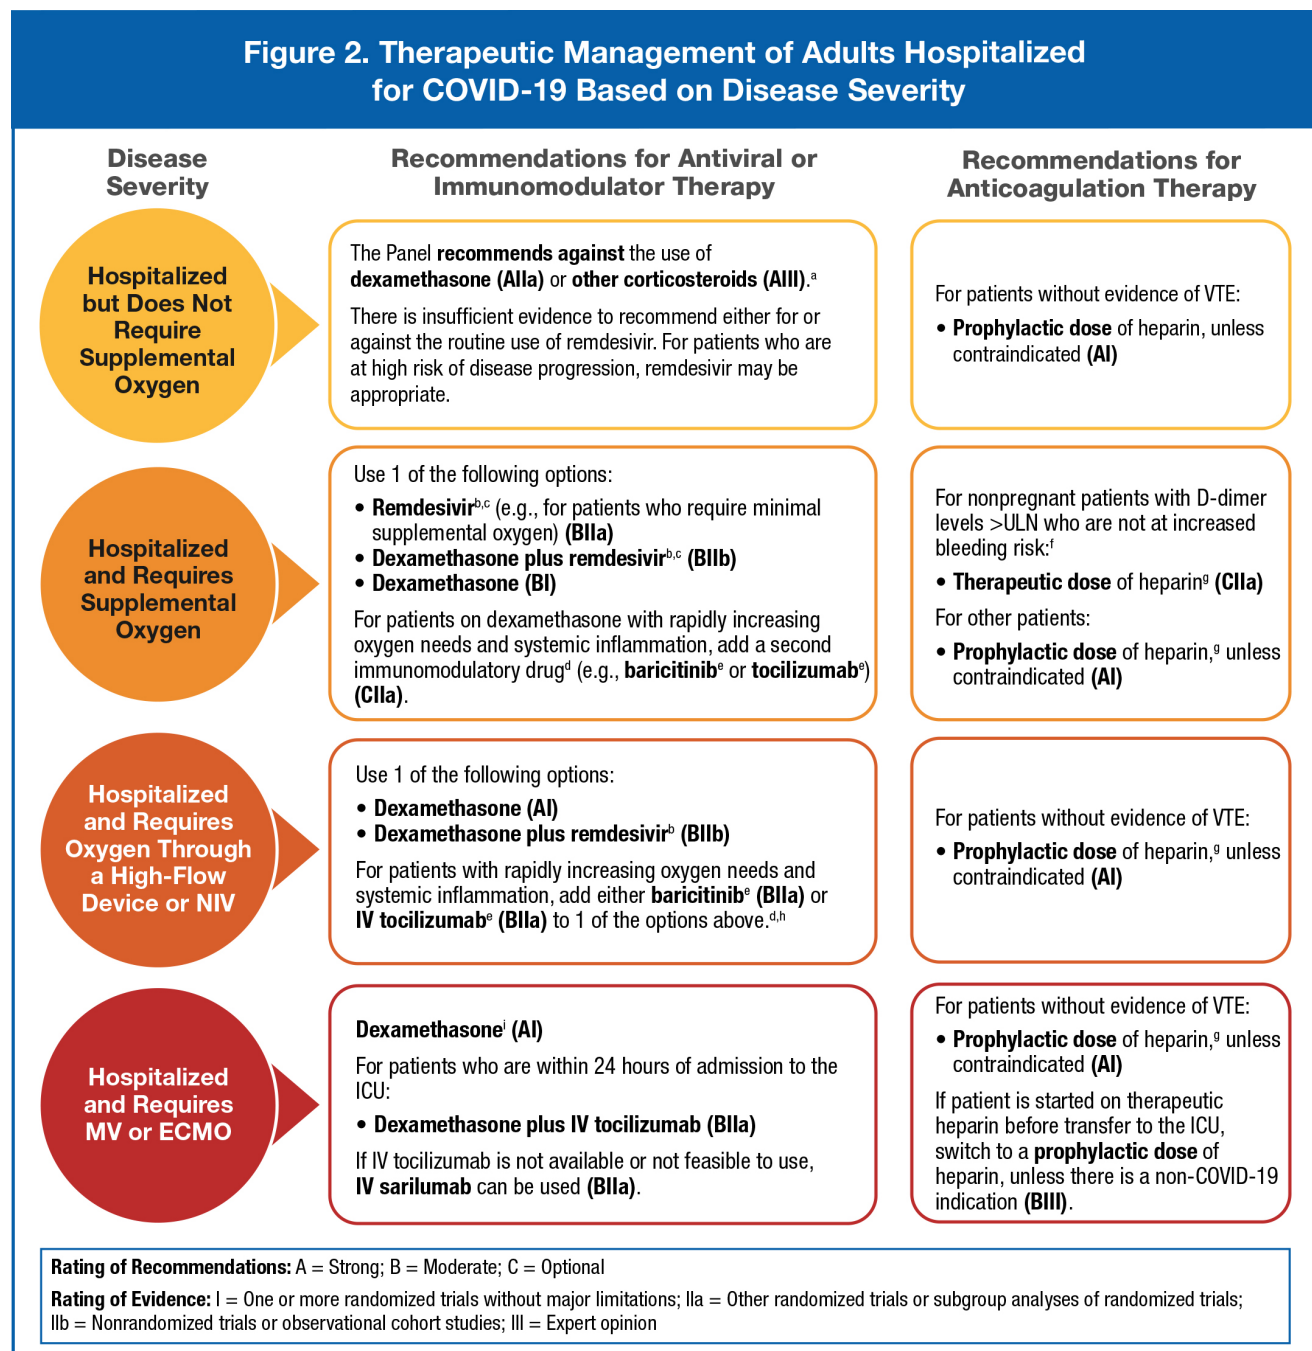 Figure 2. Therapeutic Management of Adults Hospitalized
for COVID-19 Based on Disease Severity
Disease
Severity
Recommendations for Antiviral or
Immunomodulator Therapy
Recommendations for
Anticoagulation Therapy
Hospitalized
but Does Not
Require
Supplemental
Oxygen
The Panel recommends against the use of
dexamethasone (AIIa) or other corticosteroids (AIII).a
There is insufficient evidence to recommend either for or
against the routine use of remdesivir. For patients who are
at high risk of disease progression, remdesivir may be
appropriate.
For patients without evidence of VTE:
• Prophylactic dose of heparin, unless
contraindicated (AI)
Hospitalized
and Requires
Supplemental
Oxygen
Use 1 of the following options:
• Remdesivirb,c (e.g., for patients who require minimal
supplemental oxygen) (BIIa)
• Dexamethasone plus remdesivirb,c (BIIb)
• Dexamethasone (BI)
For patients on dexamethasone with rapidly increasing
oxygen needs and systemic inflammation, add a second
immunomodulatory drugd (e.g., baricitinibe or tocilizumabe)
(CIIa).
For nonpregnant patients with D-dimer
levels >ULN who are not at increased
bleeding risk:f
• Therapeutic dose of hepraing (CIIa)
For other patients:
• Prophylactic dose of heparin,g unless
contraindicated (AI)
Hospitalized
and Requires
Oxygen Through
a High-Flow
Device or NIV
Use 1 of the following options:
• Dexamethasone (AI)
• Dexamethasone plus remdesivirb (BIIb)
For patients with rapidly increasing oxygen needs and
systemic inflammation, add either baricitinibe (BIIa) or
IV tocilizumabe (BIIa) to 1 of the options above.d,h
For patients without evidence of VTE:
• Prophylactic dose of heparin,g unless
contraindicated (AI)
Hospitalized
and Requires
MV or ECMO
Dexamethasonei (AI)
For patients who are within 24 hours of admission to the
ICU:
• Dexamethasone plus IV tocilizumab (BIIa)
If IV tocilizumab is not available or not feasible to use,
IV sarilumab can be used (BIIa).
For patients without evidence of VTE:
• Prophylactic dose of heparin,g unless
contraindicated (AI)
If patient is started on therapeutic
heparin before transfer to the ICU,
switch to a prophylactic dose of
heparin, unless there is a non-COVID-19
indication (BIII).
Rating of Recommendations: A = Strong; B = Moderate; C = Optional
Rating of Evidence: I = One or more randomized trials without major limitations; IIa = Other randomized trials or subgroup analyses of randomized trials;
IIb = Nonrandomized trials or observational cohort studies; III = Expert opinion